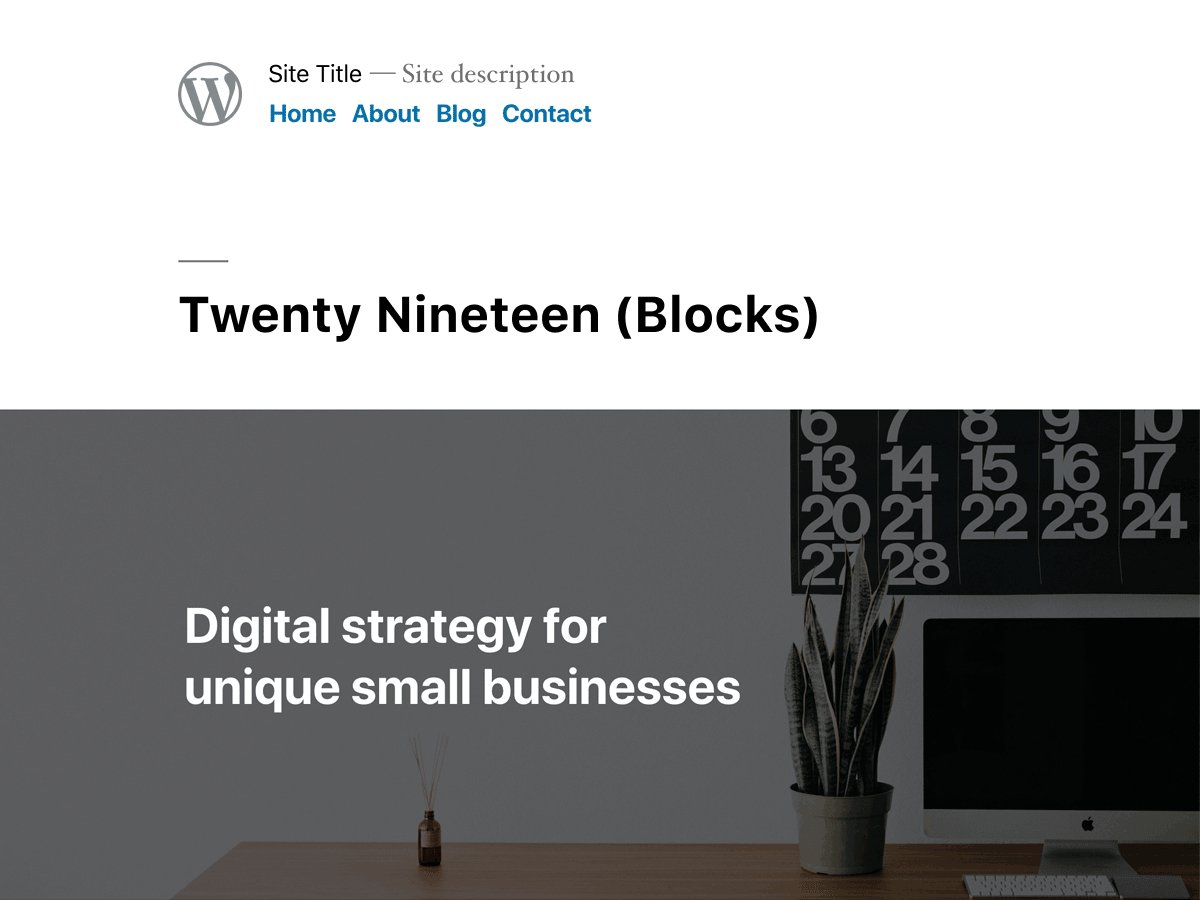 Site Title — Site description
Home About Blog Contact
Twenty Nineteen (Blocks)
6 7 8 9 10
13 14 15 16 17
20 21 22 23 24
27 28
Digital strategy for
unique small businesses